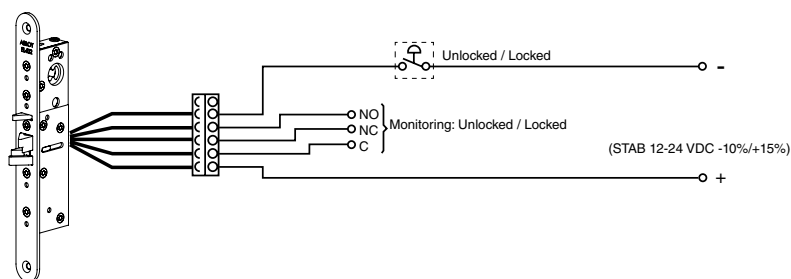 Unlocked / Locked
-
NO
NC
C
Monitoring: Unlocked / Locked
(STAB 12-24 VDC -10%/+15%)
+